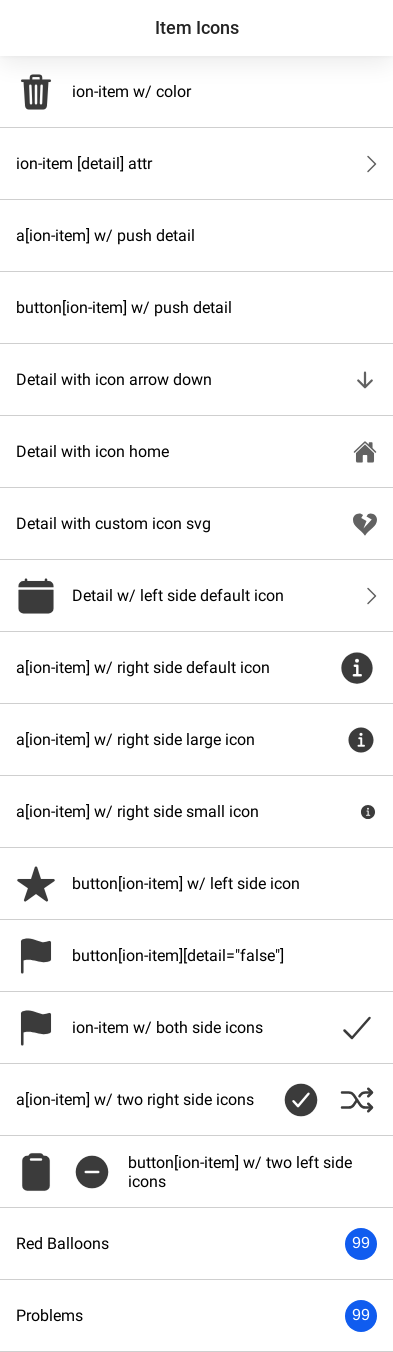 Item Icons
ion-item w/ color
ion-item [detail] attr
a[ion-item] w/ push detail
button[ion-item] w/ push detail
Detail with icon arrow down
Detail with icon home
Detail with custom icon svg
Detail w/ left side default icon
a[ion-item] w/ right side default icon
a[ion-item] w/ right side large icon
a[ion-item] w/ right side small icon
button[ion-item] w/ left side icon
button[ion-item][detail="false"]
ion-item w/ both side icons
a[ion-item] w/ two right side icons
button[ion-item] w/ two left side
icons
Red Balloons 99
Problems 99